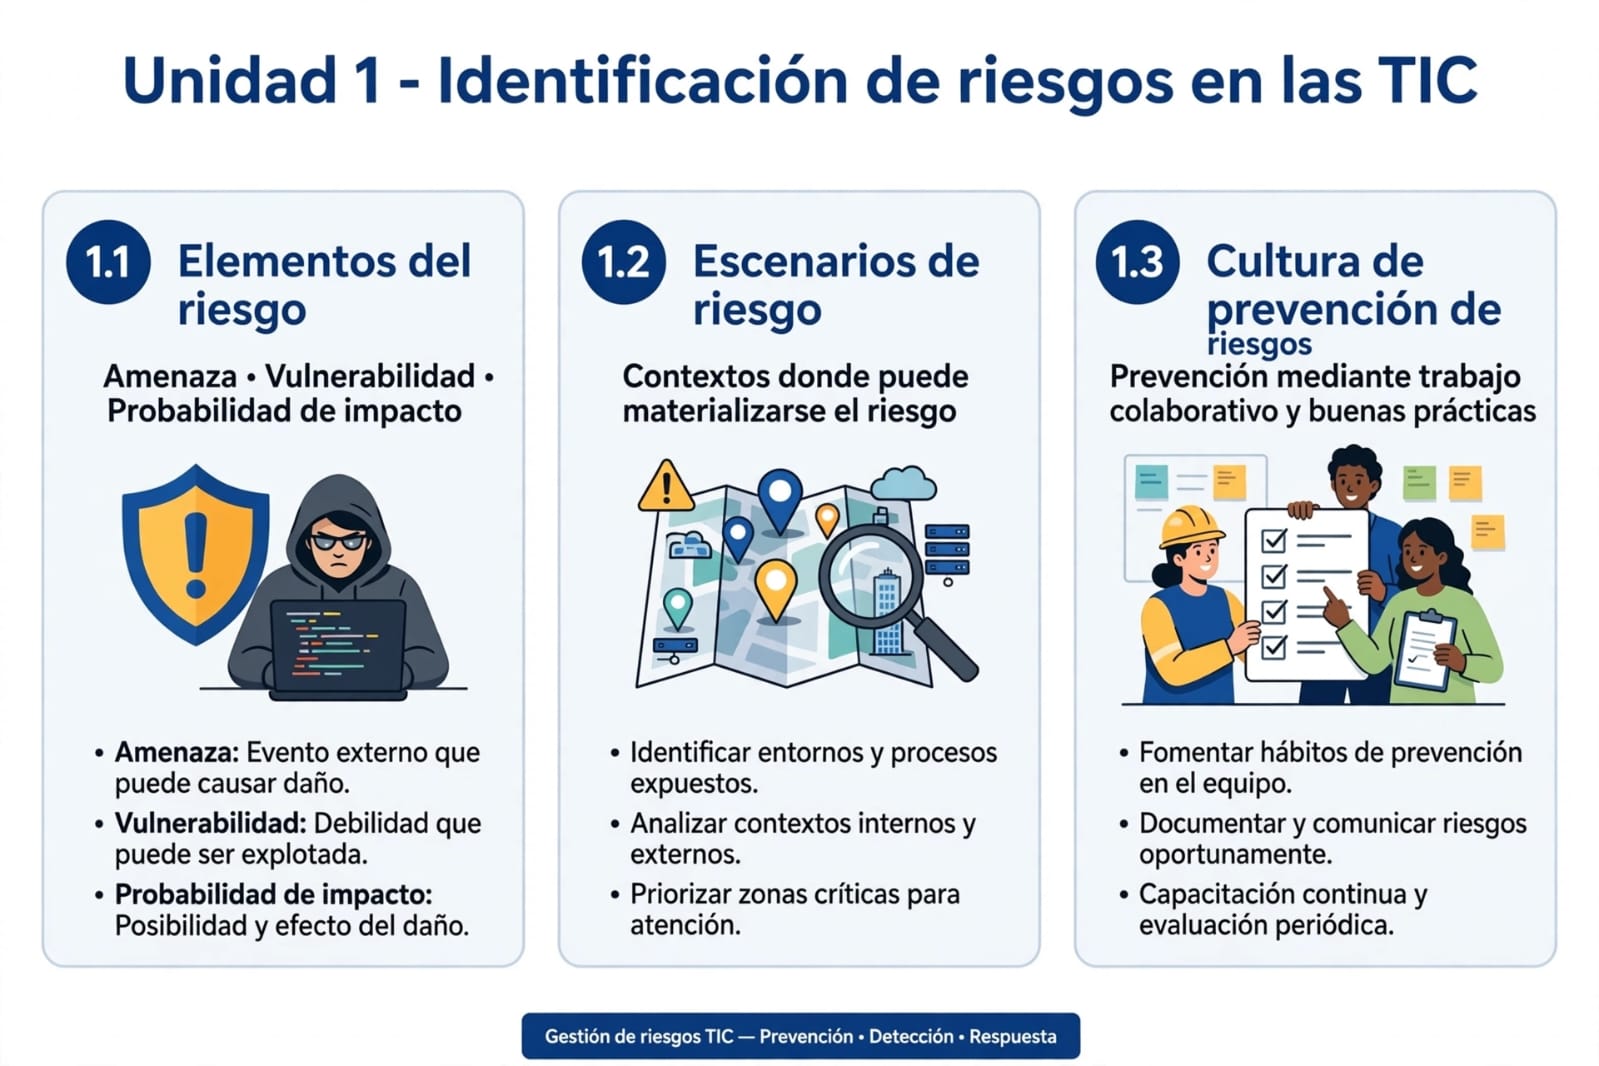 Unidad 1 - Identificación de riesgos en las TIC
1.1
Elementos del
riesgo
Amenaza • Vulnerabilidad •
Probabilidad de impacto
• Amenaza: Evento externo que
puede causar daño.
• Vulnerabilidad: Debilidad que
puede ser explotada.
• Probabilidad de impacto:
Posibilidad y efecto del daño.
1.2
Escenarios de
riesgo
Contextos donde puede
materializarse el riesgo
• Identificar entornos y procesos
expuestos.
• Analizar contextos internos y
externos.
• Priorizar zonas críticas para
atención.
1.3
Cultura de
prevención de
riesgos
Prevención mediante trabajo
colaborativo y buenas prácticas
• Fomentar hábitos de prevención
en el equipo.
• Documentar y comunicar riesgos
oportunamente.
• Capacitación continua y
evaluación periódica.
Gestión de riesgos TIC — Prevención • Detección • Respuesta